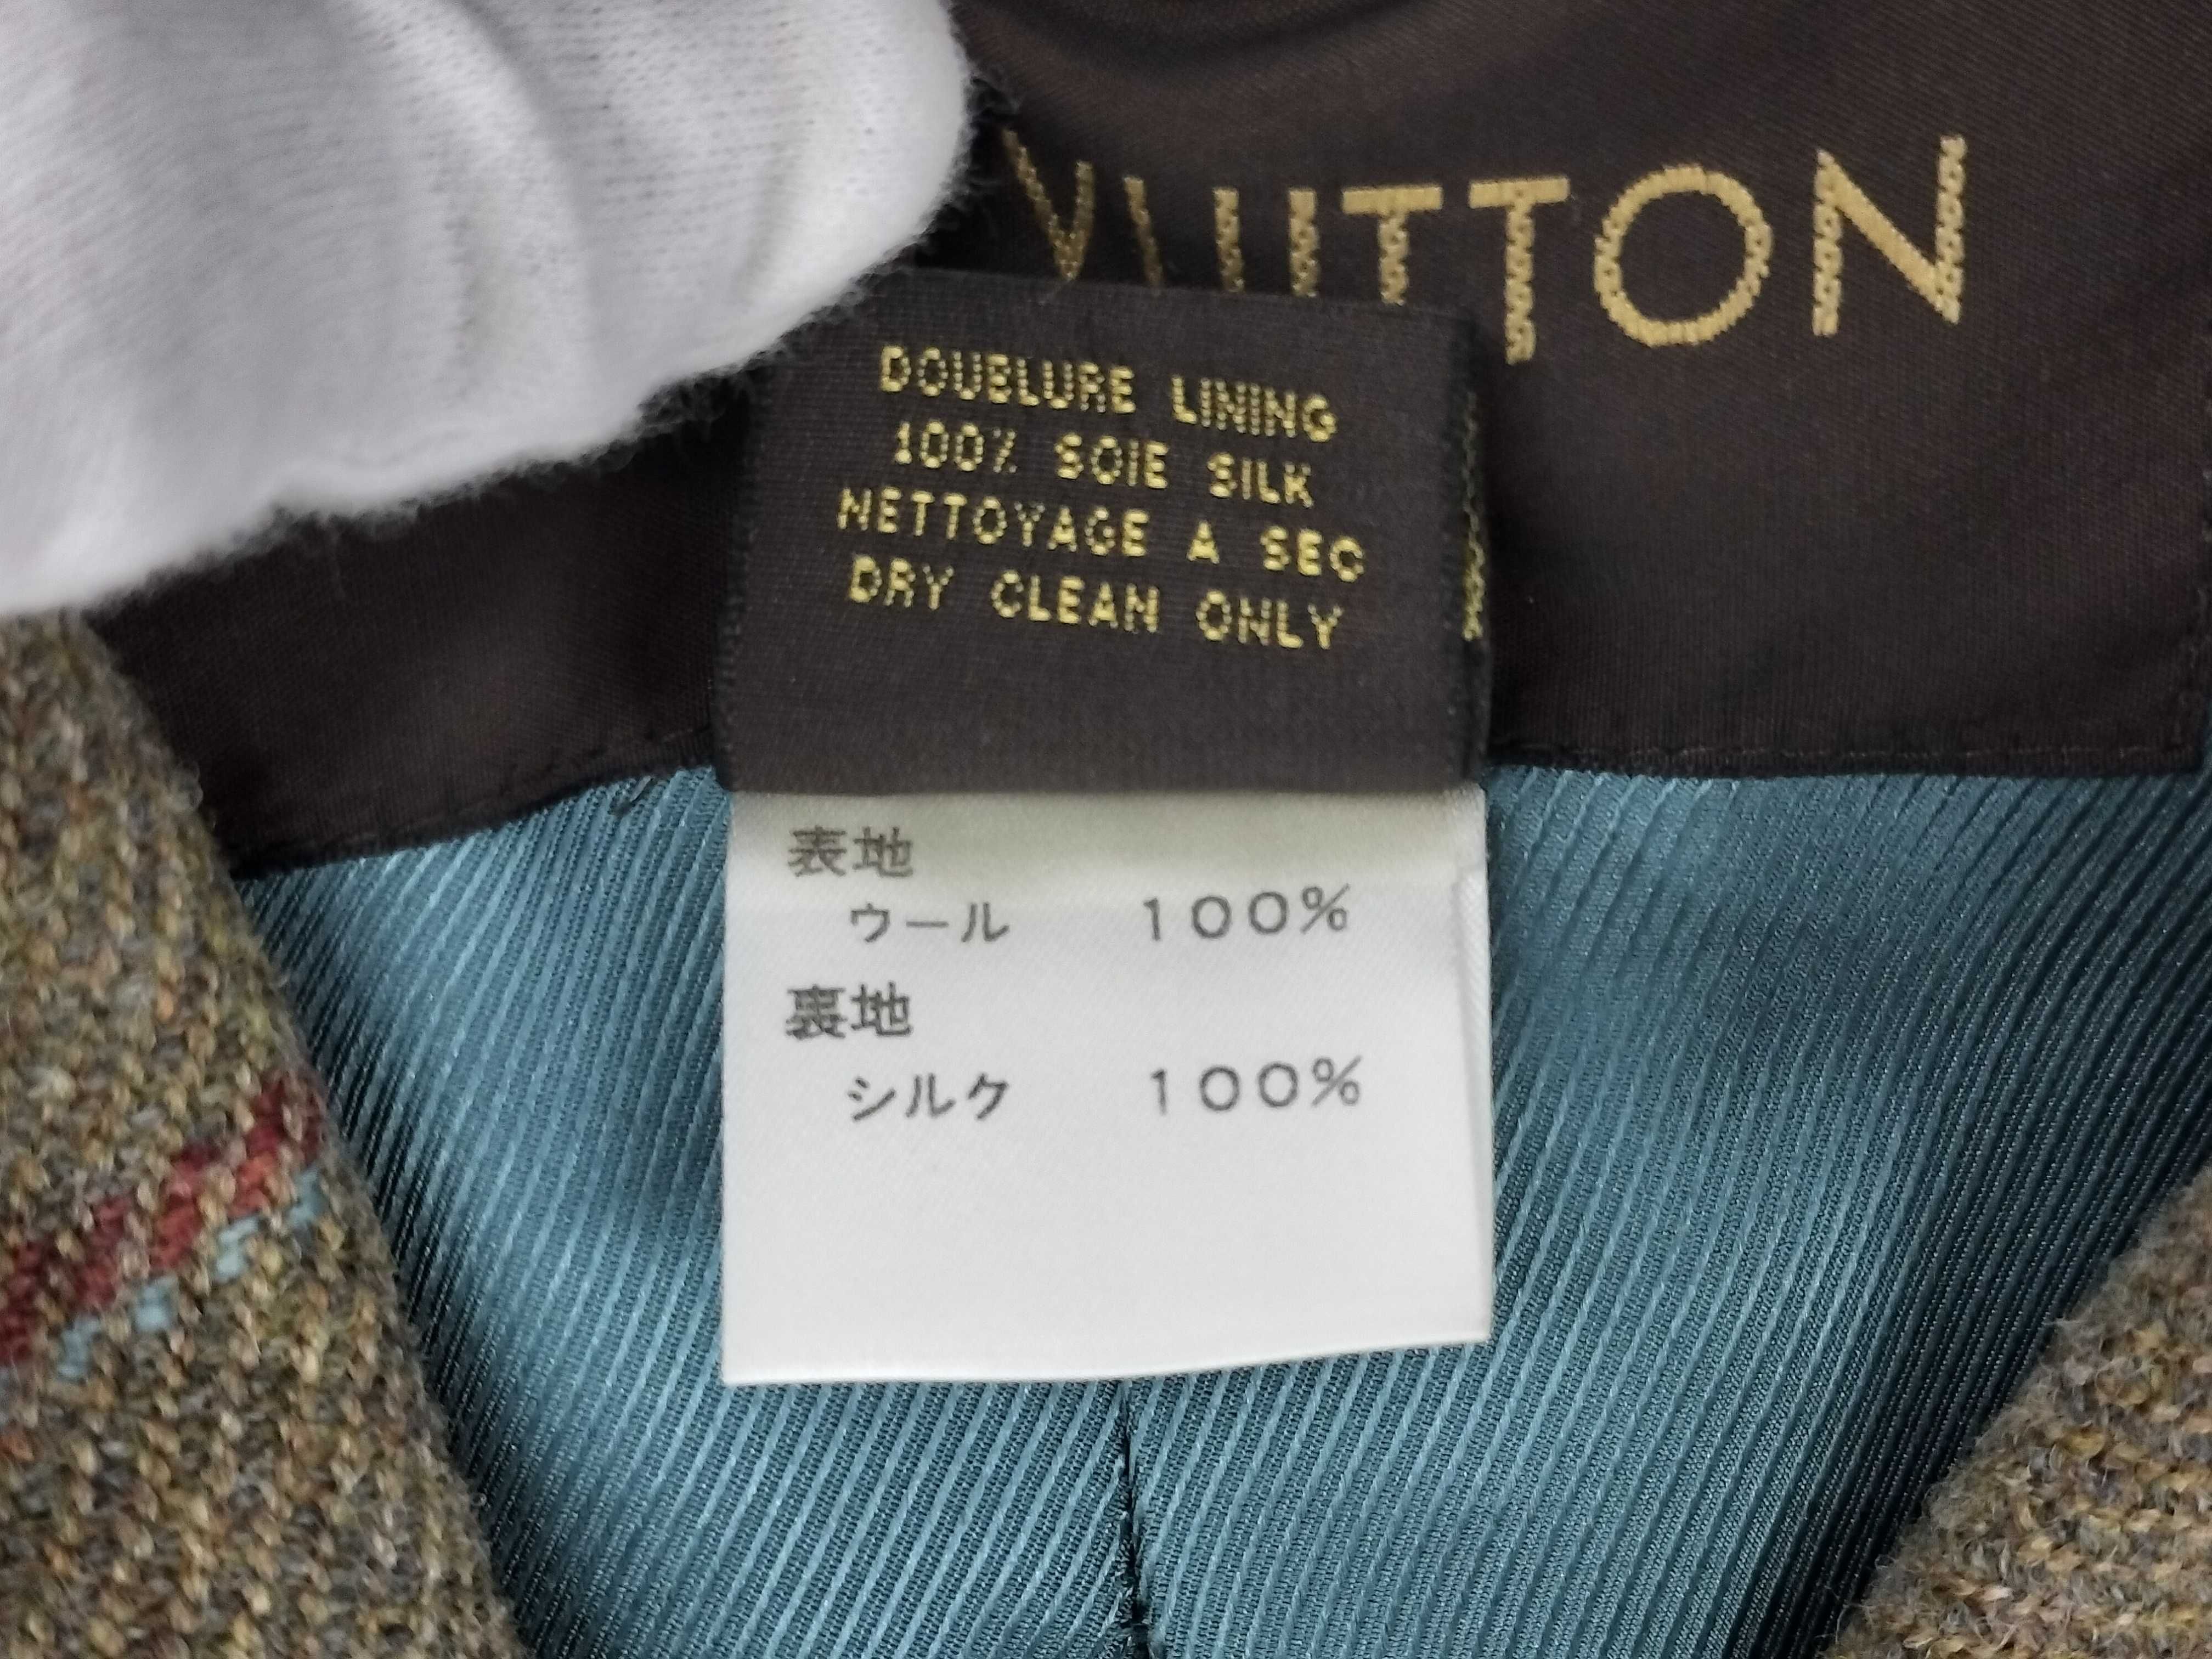 VUITTON
DOUBLURE LINING
100% SOIE SILK
NETTOYAGE A SEC
DRY CLEAN ONLY
表地
ウール 100%
裏地
シルク 100%